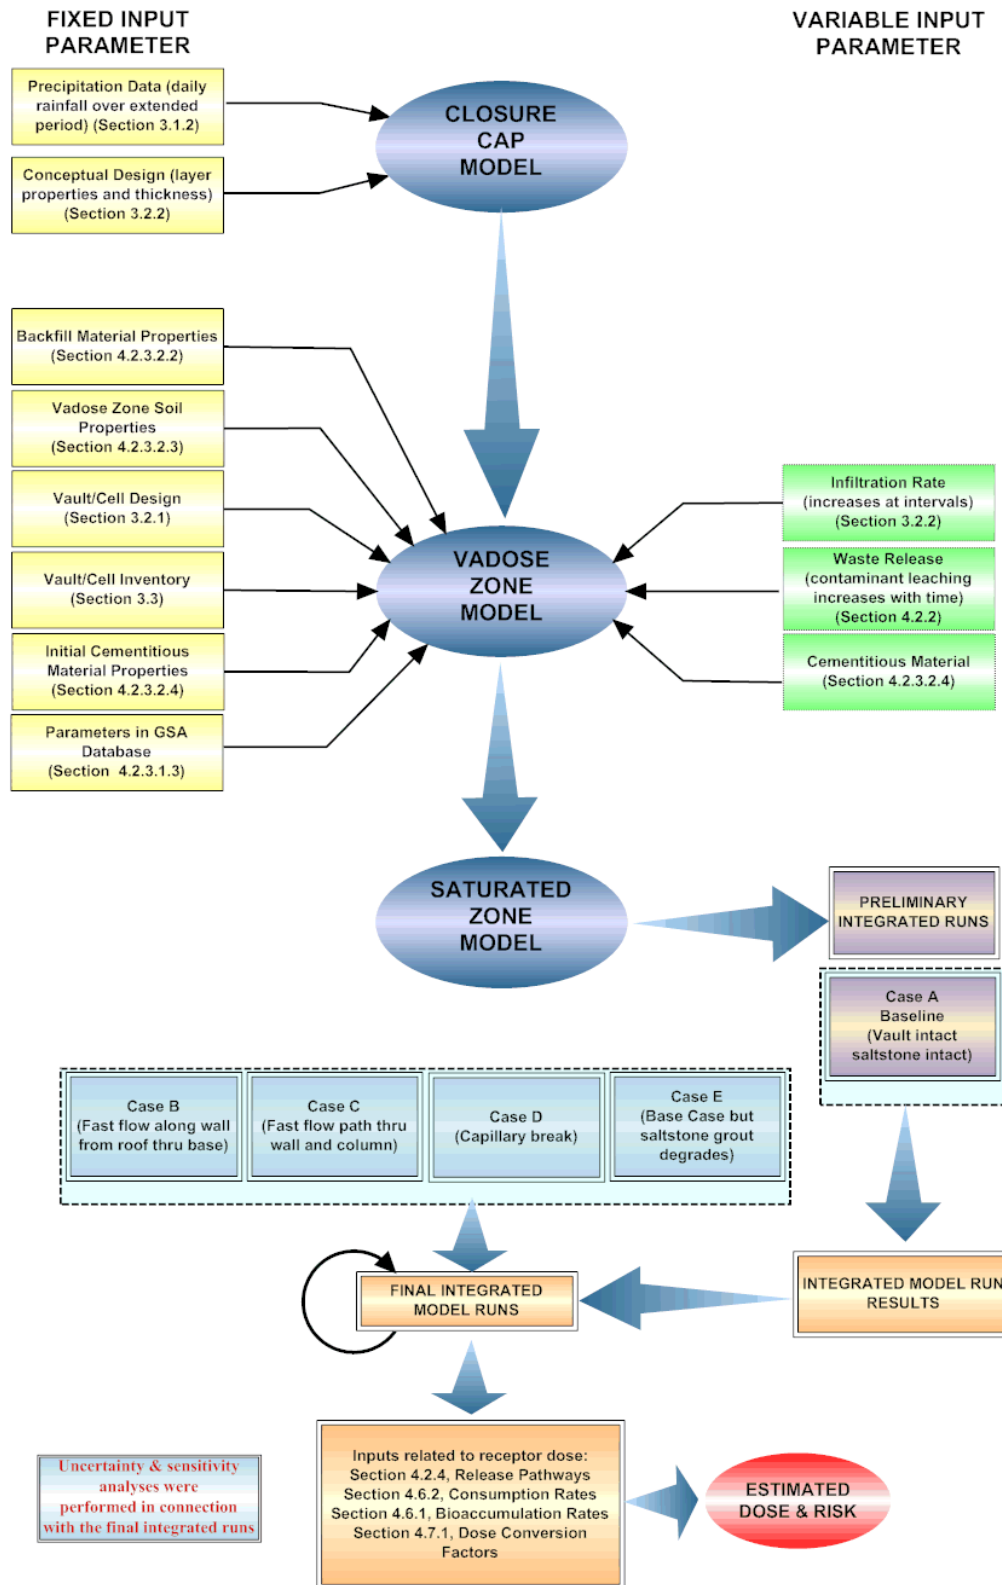 FIXED INPUT
PARAMETER
VARIABLE INPUT
PARAMETER
Precipitation Data (daily
rainfall over extended
period) (Section 3.1.2)
Conceptual Design (layer
properties and thickness)
(Section 3.2.2)
CLOSURE
CAP
MODEL
Backfill Material Properties
(Section 4.2.3.2.2)
Vadose Zone Soil
Properties
(Section 4.2.3.2.3)
Vault/Cell Design
(Section 3.2.1)
Vault/Cell Inventory
(Section 3.3)
Initial Cementitious
Material Properties
(Section 4.2.3.2.4)
Parameters in GSA
Database
(Section 4.2.3.1.3)
VADOSE
ZONE
MODEL
Infiltration Rate
(increases at intervals)
(Section 3.2.2)
Waste Release
(contaminant leaching
increases with time)
(Section 4.2.2)
Cementitious Material
(Section 4.2.3.2.4)
SATURATED
ZONE
MODEL
PRELIMINARY
INTEGRATED RUNS
Case A
Baseline
(Vault intact
saltstone intact)
Case B
(Fast flow along wall
from roof thru base)
Case C
(Fast flow path thru
wall and column)
Case D
(Capillary break)
Case E
(Base Case but
saltstone grout
degrades)
FINAL INTEGRATED
MODEL RUNS
INTEGRATED MODEL RUN
RESULTS
Uncertainty & sensitivity
analyses were
performed in connection
with the final integrated runs
Inputs related to receptor dose:
Section 4.2.4, Release Pathways
Section 4.6.2, Consumption Rates
Section 4.6.1, Bioaccumulation Rates
Section 4.7.1, Dose Conversion
Factors
ESTIMATED
DOSE & RISK